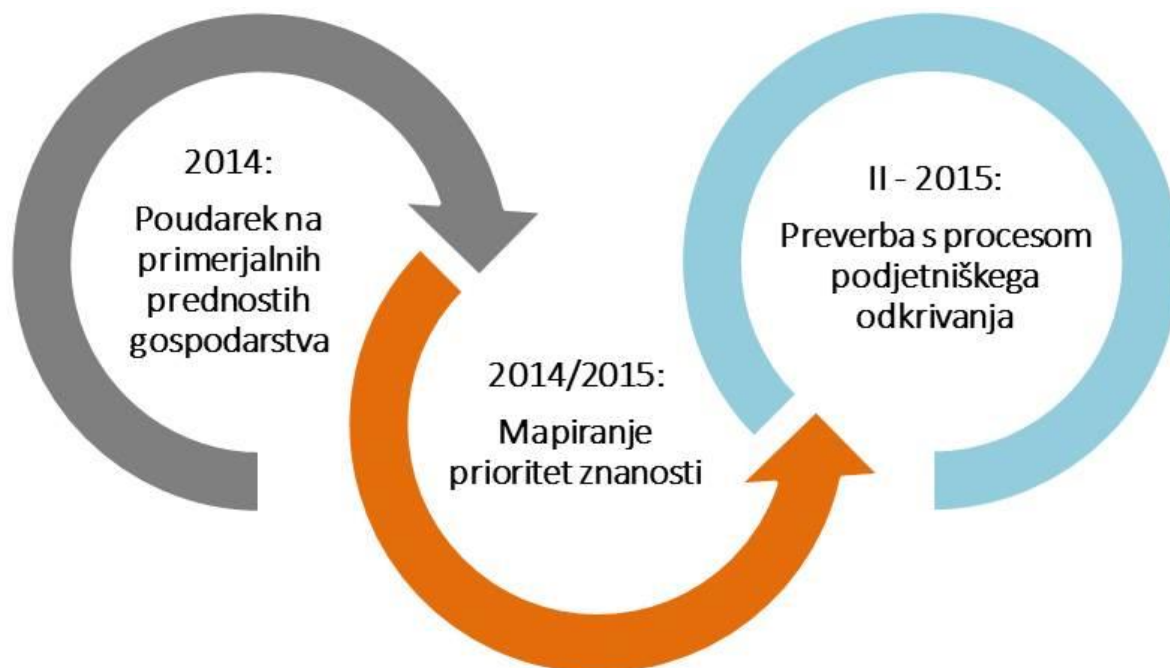 2014:
Poudarek na
primerjalnih
prednostih
gospodarstva
2014/2015:
Mapiranje
prioritet znanosti
II - 2015:
Preverba s procesom
podjetniškega
odkrivanja